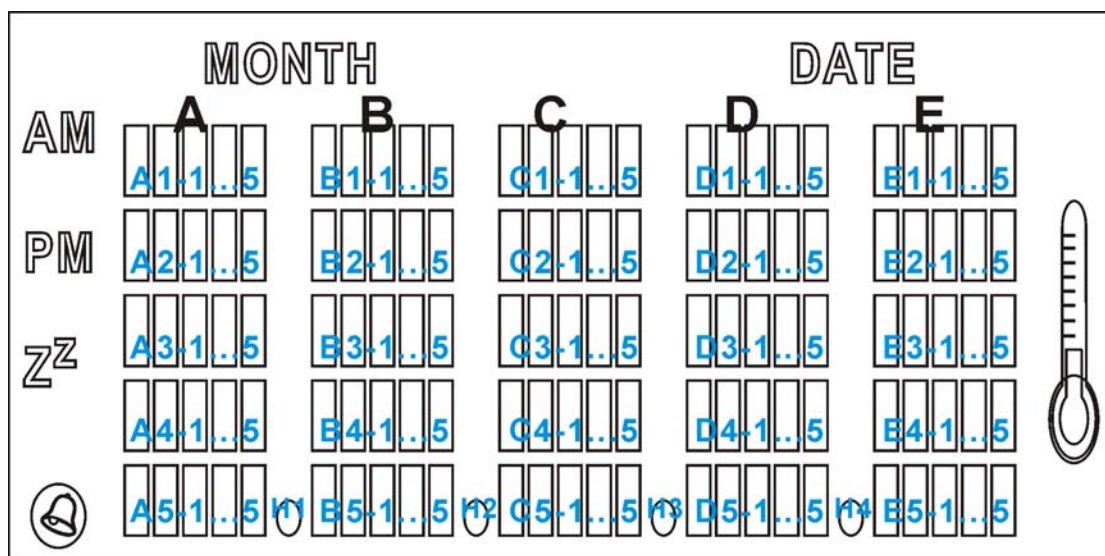 MONTH DATE
A B C D E
AM
A1-1...5 B1-1...5 C1-1...5 D1-1...5 E1-1...5
PM
A2-1...5 B2-1...5 C2-1...5 D2-1...5 E2-1...5
ZZ
A3-1...5 B3-1...5 C3-1...5 D3-1...5 E3-1...5
A4-1...5 B4-1...5 C4-1...5 D4-1...5 E4-1...5
A5-1...5 H1 B5-1...5 H2 C5-1...5 H3 D5-1...5 H4 E5-1...5